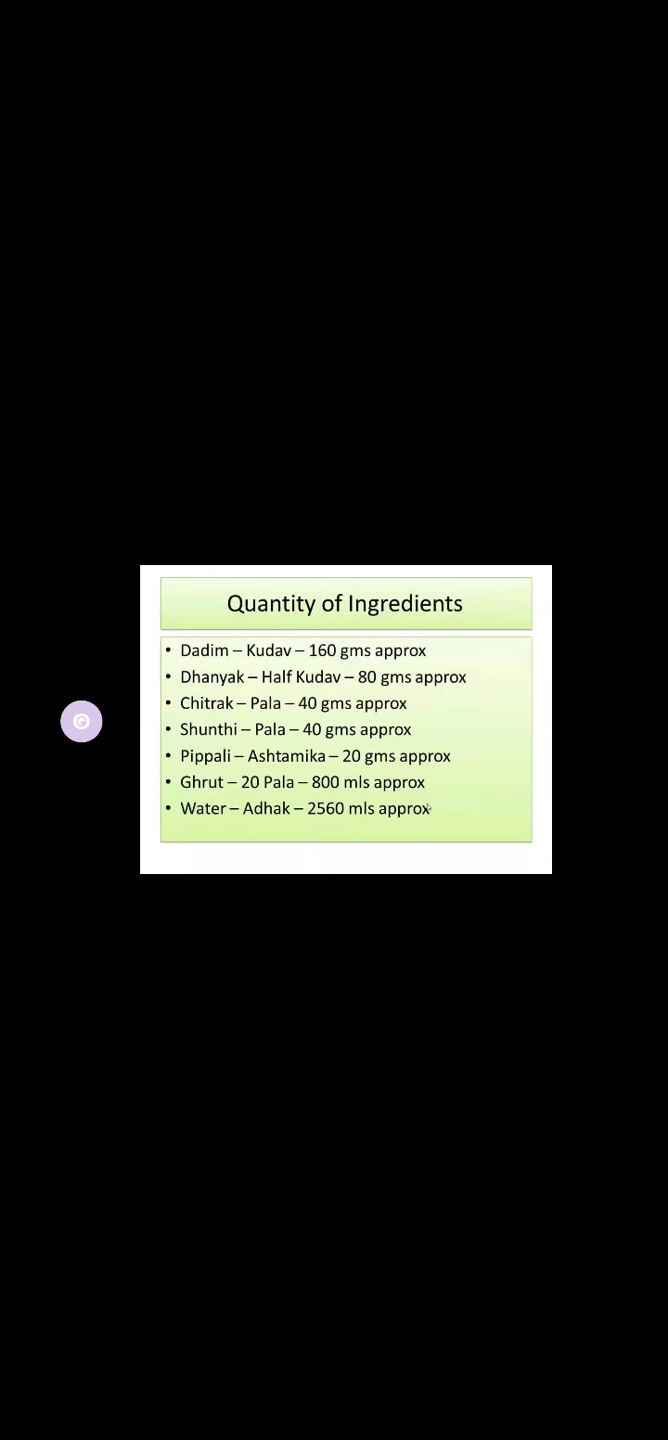 Quantity of Ingredients
• Dadim – Kudav – 160 gms approx
• Dhanyak – Half Kudav – 80 gms approx
• Chitrak – Pala – 40 gms approx
• Shunthi – Pala – 40 gms approx
• Pippali – Ashtamika – 20 gms approx
• Ghrut – 20 Pala – 800 mls approx
• Water – Adhak – 2560 mls approx